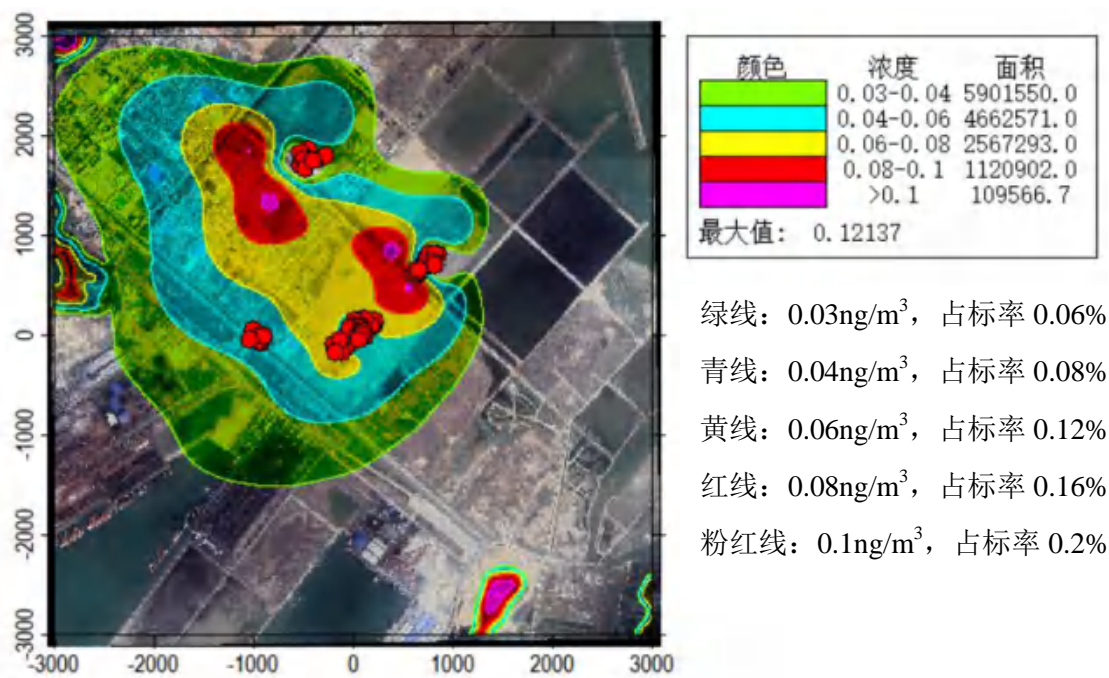 3000
2000
1000
0
-1000
-2000
-3000
-3000 -2000 -1000 0 1000 2000 3000
颜色 浓度 面积
0.03-0.04 5901550.0
0.04-0.06 4662571.0
0.06-0.08 2567293.0
0.08-0.1 1120902.0
>0.1 109566.7
最大值: 0.12137
绿线：0.03ng/m³，占标率 0.06%
青线：0.04ng/m³，占标率 0.08%
黄线：0.06ng/m³，占标率 0.12%
红线：0.08ng/m³，占标率 0.16%
粉红线：0.1ng/m³，占标率 0.2%